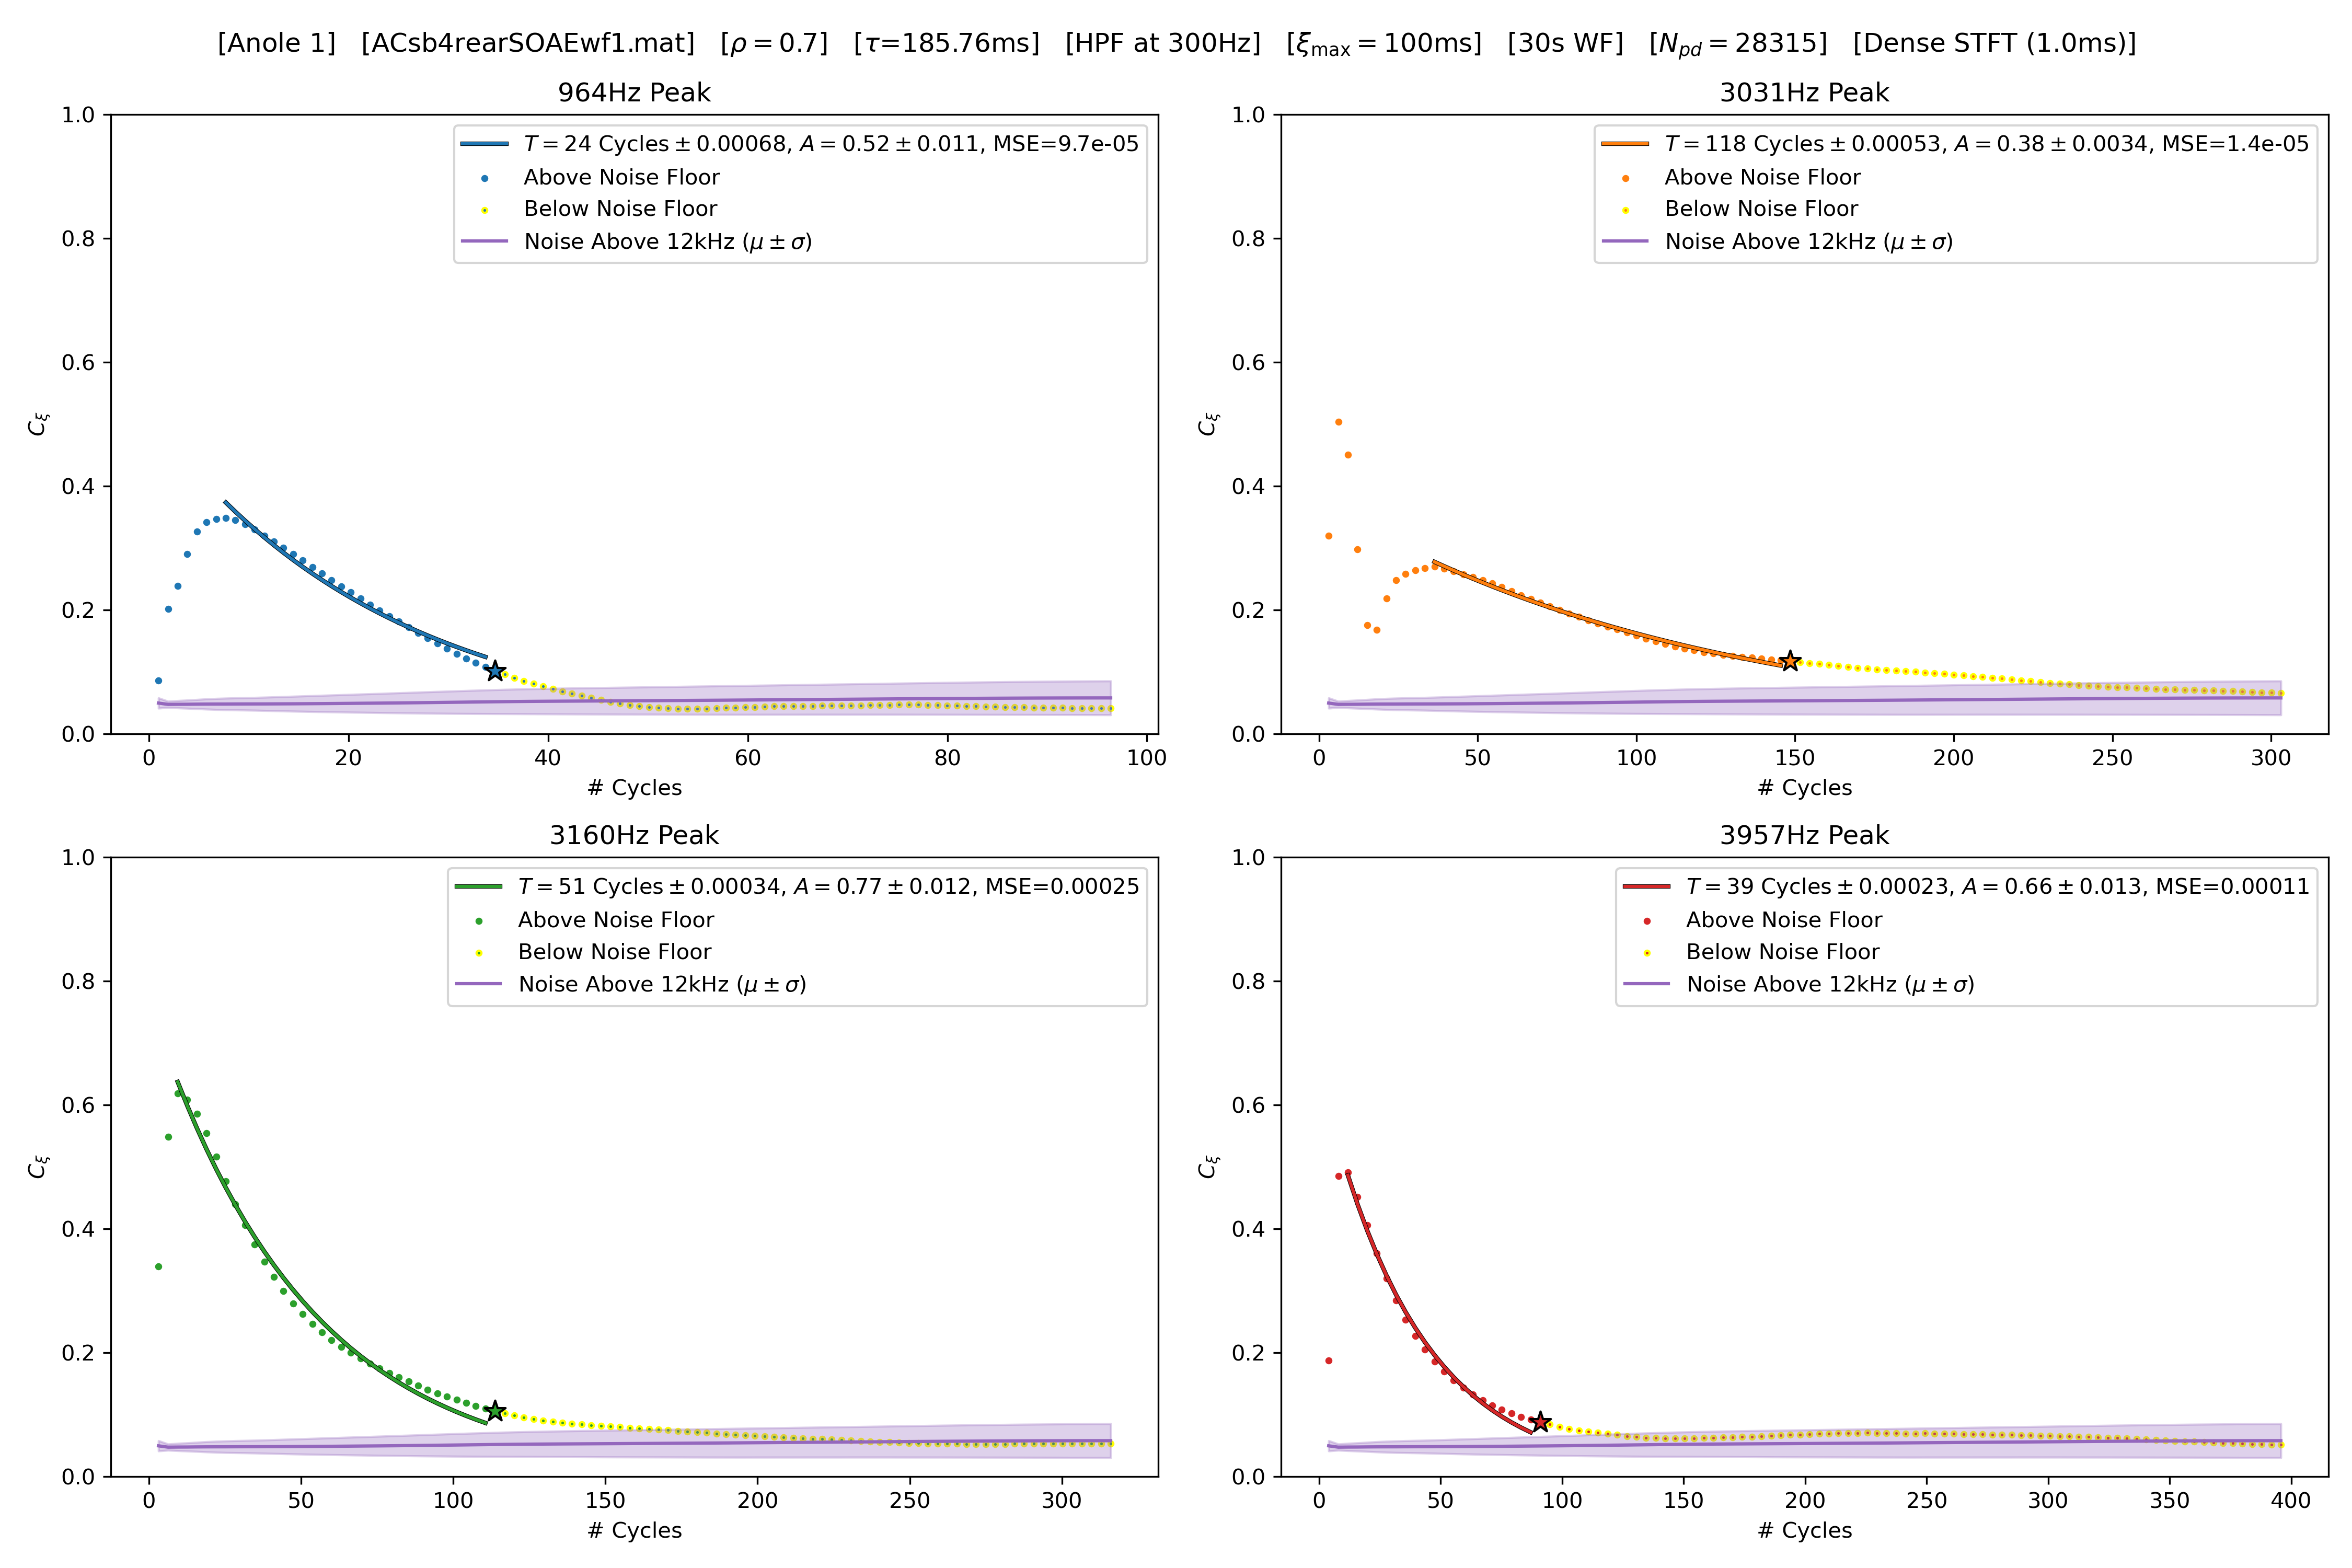 [Anole 1] [ACsb4rearSOAEwf1.mat] [ρ = 0.7] [τ=185.76ms] [HPF at 300Hz] [ξmax = 100ms] [30s WF] [Npd = 28315] [Dense STFT (1.0ms)]
964Hz Peak
T = 24 Cycles ± 0.00068, A = 0.52 ± 0.011, MSE=9.7e-05
Above Noise Floor
Below Noise Floor
Noise Above 12kHz (μ ± σ)
1.0
0.8
0.6
0.4
0.2
0.0
Cξ
0 20 40 60 80 100
# Cycles
3031Hz Peak
T = 118 Cycles ± 0.00053, A = 0.38 ± 0.0034, MSE=1.4e-05
Above Noise Floor
Below Noise Floor
Noise Above 12kHz (μ ± σ)
1.0
0.8
0.6
0.4
0.2
0.0
Cξ
0 50 100 150 200 250 300
# Cycles
3160Hz Peak
T = 51 Cycles ± 0.00034, A = 0.77 ± 0.012, MSE=0.00025
Above Noise Floor
Below Noise Floor
Noise Above 12kHz (μ ± σ)
1.0
0.8
0.6
0.4
0.2
0.0
Cξ
0 50 100 150 200 250 300
# Cycles
3957Hz Peak
T = 39 Cycles ± 0.00023, A = 0.66 ± 0.013, MSE=0.00011
Above Noise Floor
Below Noise Floor
Noise Above 12kHz (μ ± σ)
1.0
0.8
0.6
0.4
0.2
0.0
Cξ
0 50 100 150 200 250 300 350 400
# Cycles